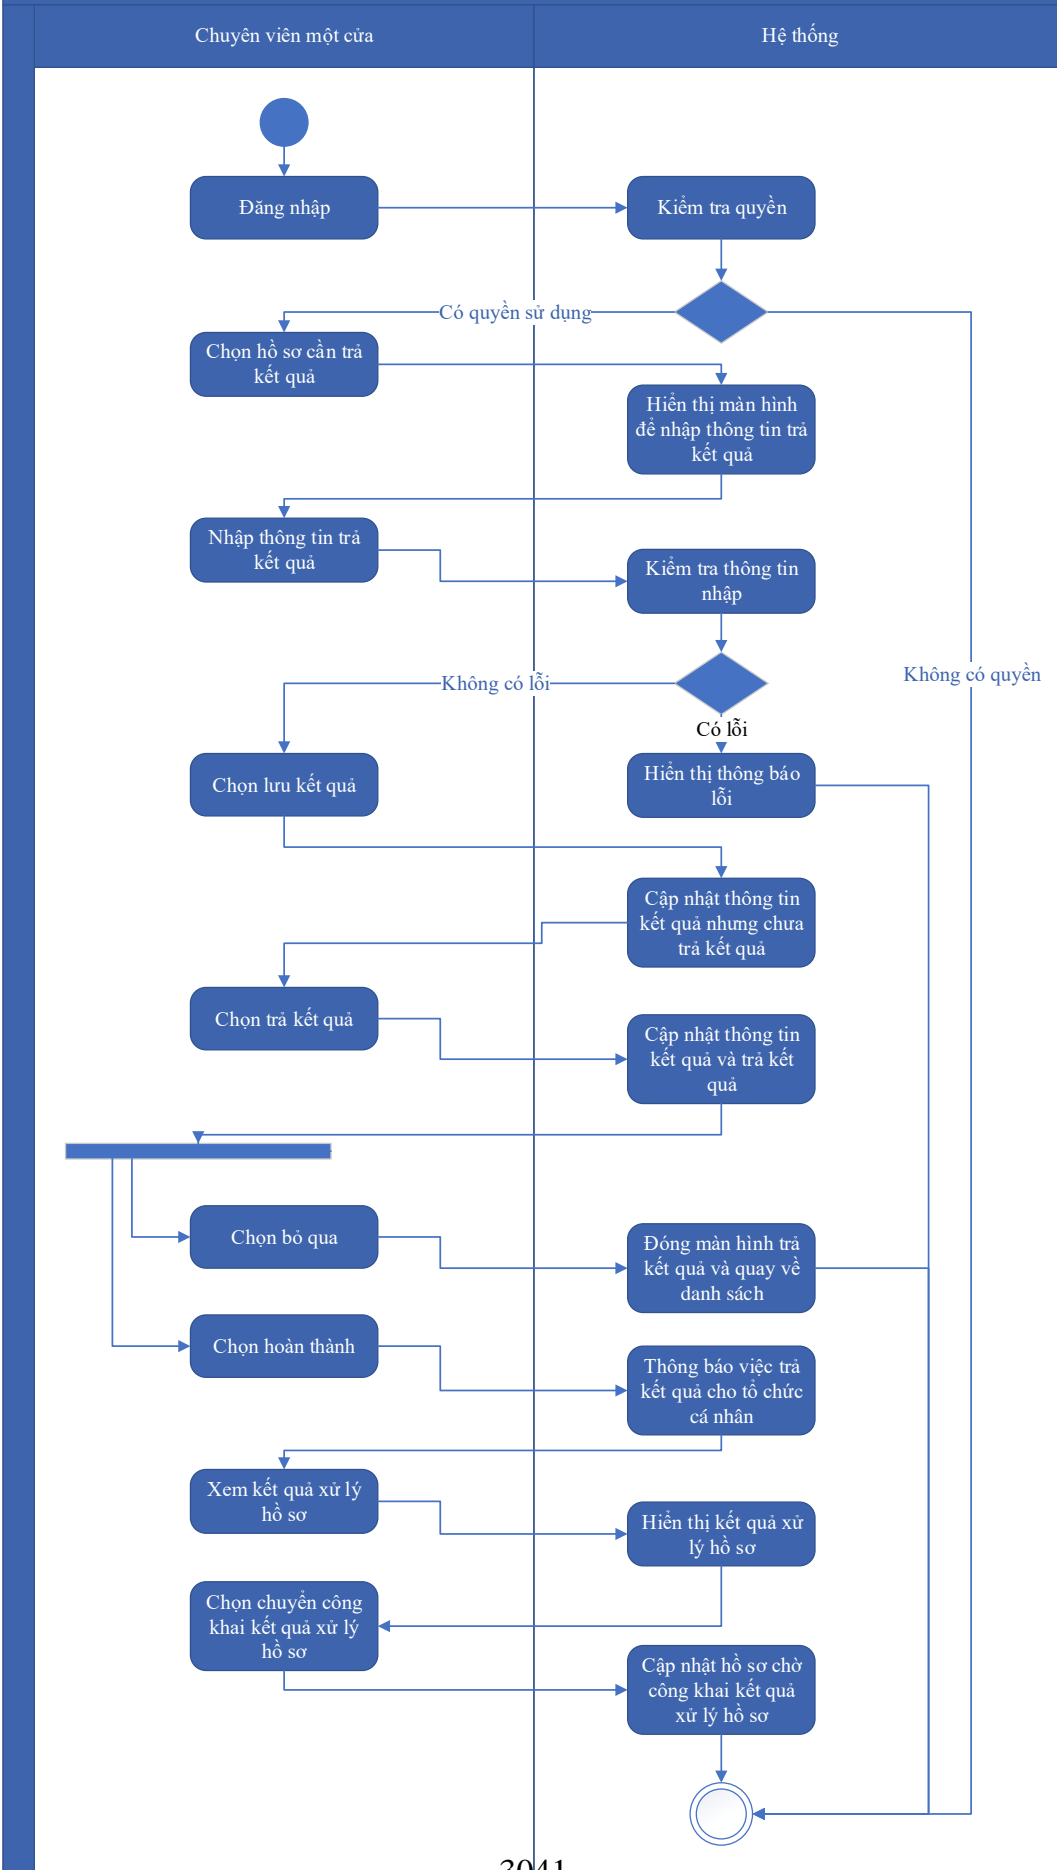 Chuyên viên một cửa
Hệ thống
Đăng nhập
Kiểm tra quyền
Có quyền sử dụng
Chọn hồ sơ cần trả
kết quả
Hiển thị màn hình
để nhập thông tin trả
kết quả
Nhập thông tin trả
kết quả
Kiểm tra thông tin
nhập
Không có quyền
Không có lỗi
Có lỗi
Chọn lưu kết quả
Hiển thị thông báo
lỗi
Cập nhật thông tin
kết quả nhưng chưa
trả kết quả
Chọn trả kết quả
Cập nhật thông tin
kết quả và trả kết
quả
Chọn bỏ qua
Đóng màn hình trả
kết quả và quay về
danh sách
Chọn hoàn thành
Thông báo việc trả
kết quả cho tổ chức
cá nhân
Xem kết quả xử lý
hồ sơ
Hiển thị kết quả xử
lý hồ sơ
Chọn chuyển công
khai kết quả xử lý
hồ sơ
Cập nhật hồ sơ chờ
công khai kết quả
xử lý hồ sơ
3041